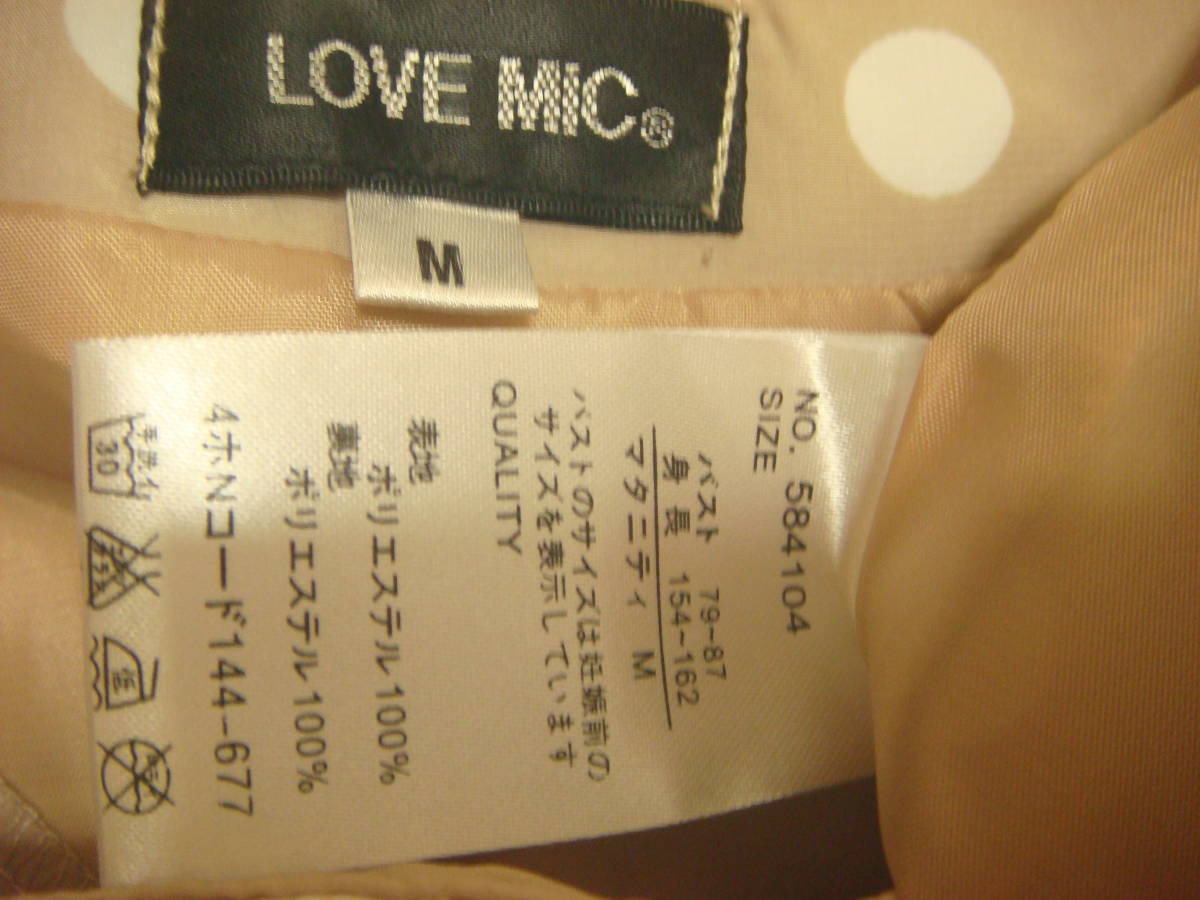 LOVE MIC®
M
NO. 584104
SIZE
バスト 79~87
身長 154~162
マタニティ M
バストのサイズは妊娠前の
サイズを表示しています
QUALITY
表地
ポリエステル100%
裏地
ポリエステル100%
4ホNコード144-677
手洗イ
30
低